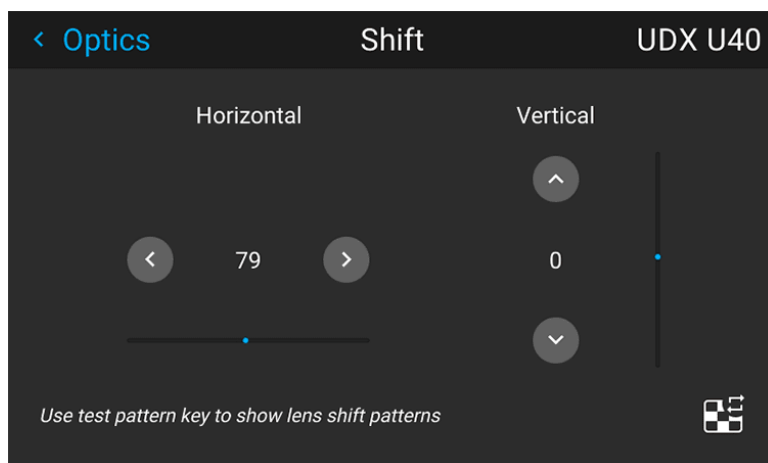 Optics
Shift
UDX U40
Horizontal
Vertical
79
0
Use test pattern key to show lens shift patterns